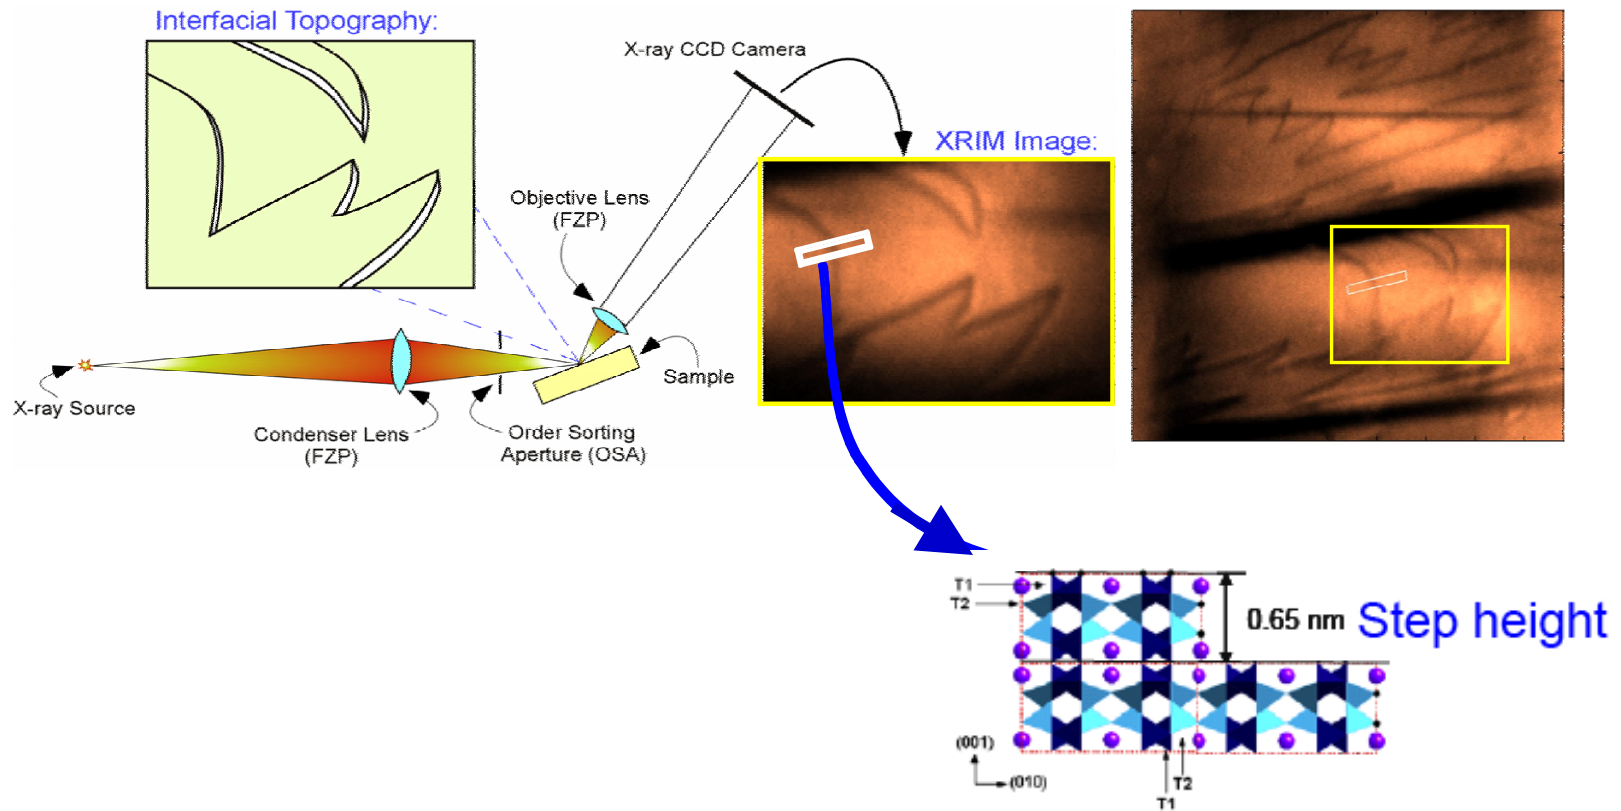 Interfacial Topography:
X-ray CCD Camera
XRIM Image:
Objective Lens
(FZP)
Sample
X-ray Source
Condenser Lens
(FZP)
Order Sorting
Aperture (OSA)
T1
T2
0.65 nm Step height
(001)
(010)
T2
T1